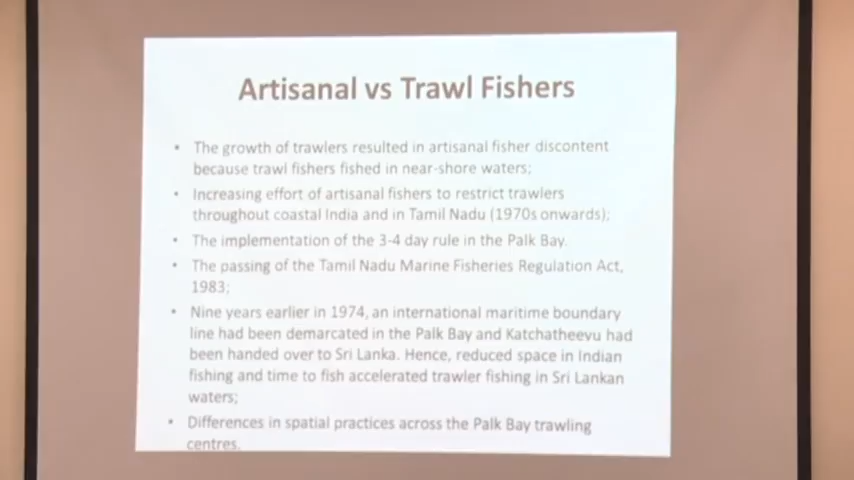 Artisanal vs Trawl Fishers
• The growth of trawlers resulted in artisanal fisher discontent
because trawl fishers fished in near-shore waters;
• Increasing effort of artisanal fishers to restrict trawlers
throughout coastal India and in Tamil Nadu (1970s onwards);
• The implementation of the 3-4 day rule in the Palk Bay.
• The passing of the Tamil Nadu Marine Fisheries Regulation Act,
1983;
• Nine years earlier in 1974, an international maritime boundary
line had been demarcated in the Palk Bay and Katchatheevu had
been handed over to Sri Lanka. Hence, reduced space in Indian
fishing and time to fish accelerated trawler fishing in Sri Lankan
waters;
• Differences in spatial practices across the Palk Bay trawling
centres.